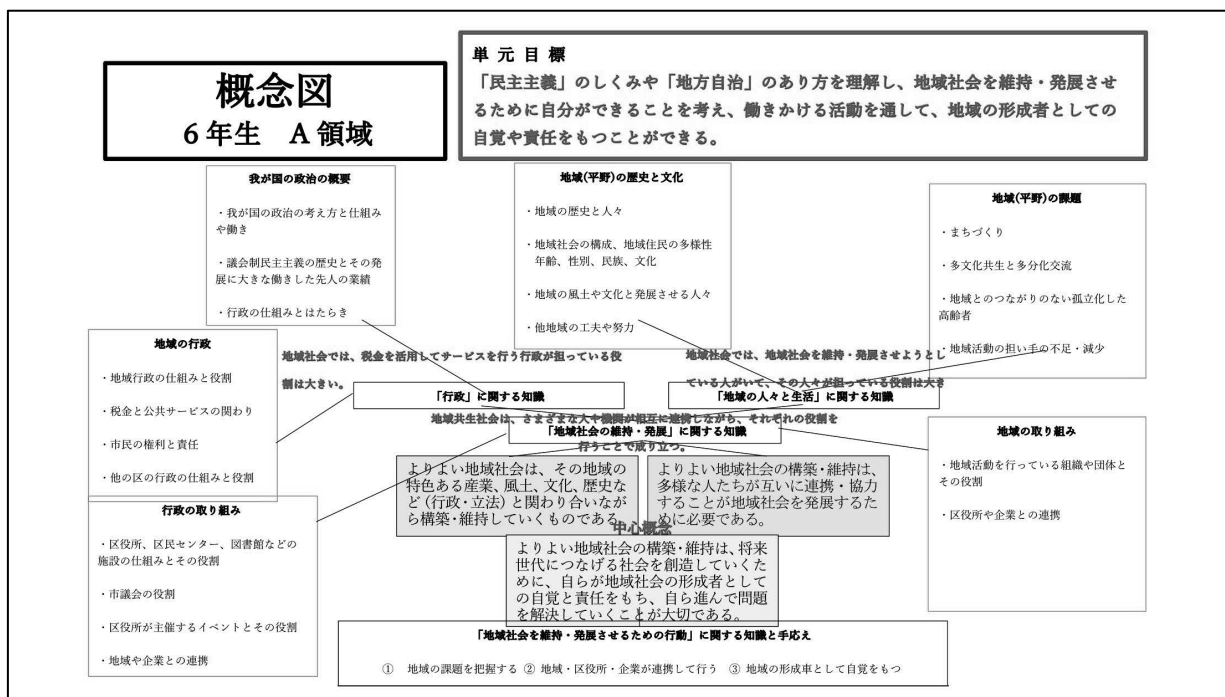 概念図
6年生　A領域
単元目標
「民主主義」のしくみや「地方自治」のあり方を理解し、地域社会を維持・発展させ
るために自分ができることを考え、働きかける活動を通して、地域の形成者としての
自覚や責任をもつことができる。
我が国の政治の概要
・我が国の政治の考え方と仕組み
や働き
・議会制民主主義の歴史とその発
展に大きな働きした先人の業績
・行政の仕組みとはたらき
地域(平野)の歴史と文化
・地域の歴史と人々
・地域社会の構成、地域住民の多様性
年齢、性別、民族、文化
・地域の風土や文化と発展させる人々
・他地域の工夫や努力
地域(平野)の課題
・まちづくり
・多文化共生と多分化交流
・地域とのつながりのない孤立化した
高齢者
・地域活動の担い手の不足・減少
地域の行政
・地域行政の仕組みと役割
・税金と公共サービスの関わり
・市民の権利と責任
・他の区の行政の仕組みと役割
地域社会では、税金を活用してサービスを行う行政が担っている役
割は大きい。
「行政」に関する知識
地域社会では、地域社会を維持・発展させようとし
ている人がいて、その人々が担っている役割は大き
「地域の人々と生活」に関する知識
地域共生社会は、さまざまな人や機関が相互に連携しながら、それぞれの役割を
行うことで成り立つ。
「地域社会の維持・発展」に関する知識
行政の取り組み
・区役所、区民センター、図書館などの
施設の仕組みとその役割
・市議会の役割
・区役所が主催するイベントとその役割
・地域や企業との連携
よりよい地域社会は、その地域の
特色ある産業、風土、文化、歴史な
ど（行政・立法）と関わり合いなが
ら構築・維持していくものである。
よりよい地域社会の構築・維持は、
多様な人たちが互いに連携・協力
することが地域社会を発展するた
めに必要である。
地域の取り組み
・地域活動を行っている組織や団体と
その役割
・区役所や企業との連携
中心概念
よりよい地域社会の構築・維持は、将来
世代につなげる社会を創造していくた
めに、自らが地域社会の形成者として
の自覚と責任をもち、自ら進んで問題
を解決していくことが大切である。
「地域社会を維持・発展させるための行動」に関する知識と手応え
①　地域の課題を把握する ② 地域・区役所・企業が連携して行う ③ 地域の形成車として自覚をもつ